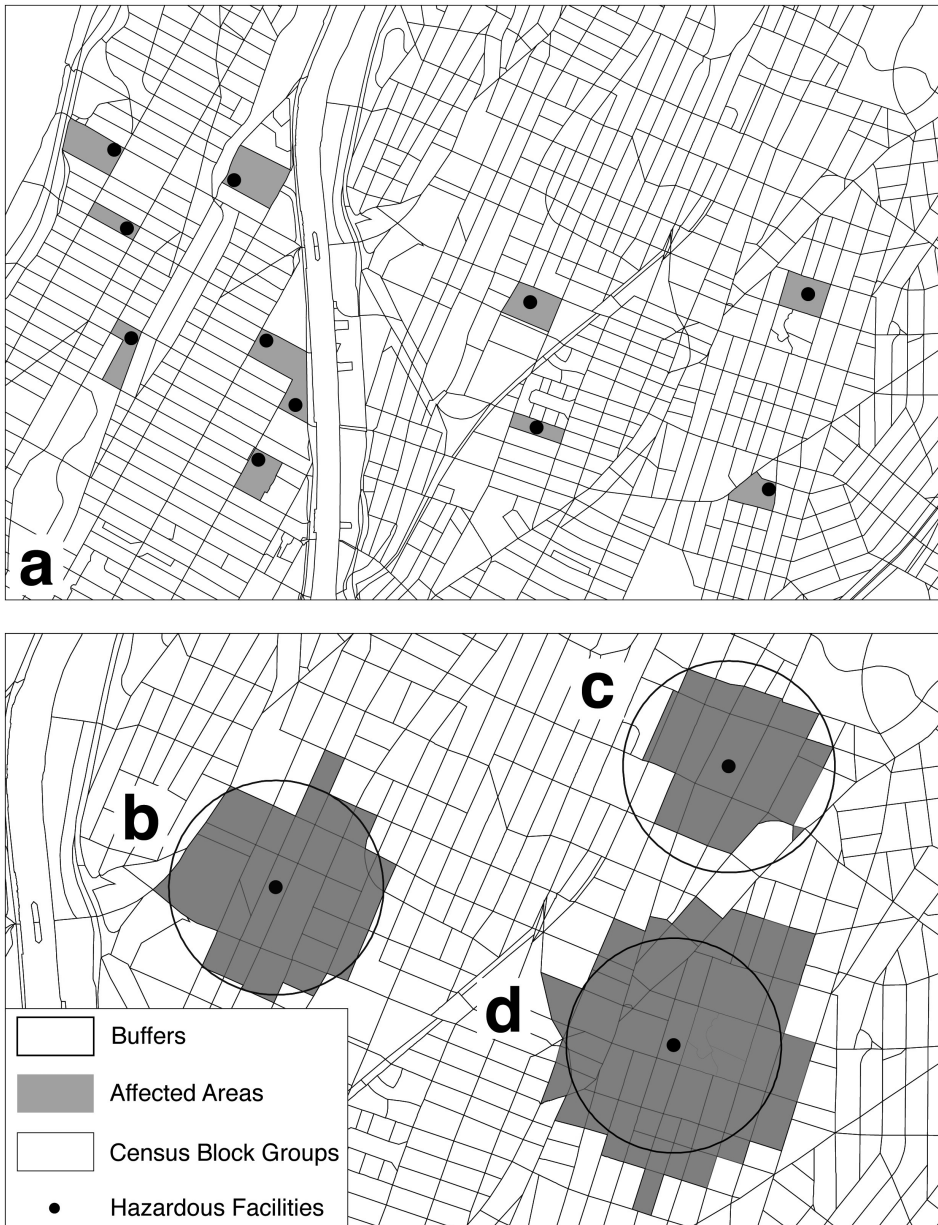 a
c
b
d
Buffers
Affected Areas
Census Block Groups
Hazardous Facilities